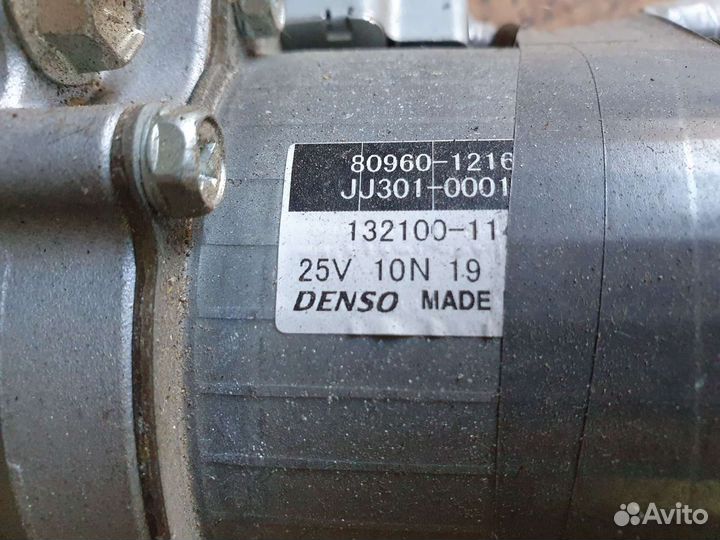 80960-1216
JJ301-0001
132100-11
25V 10N 19
DENSO MADE
Avito